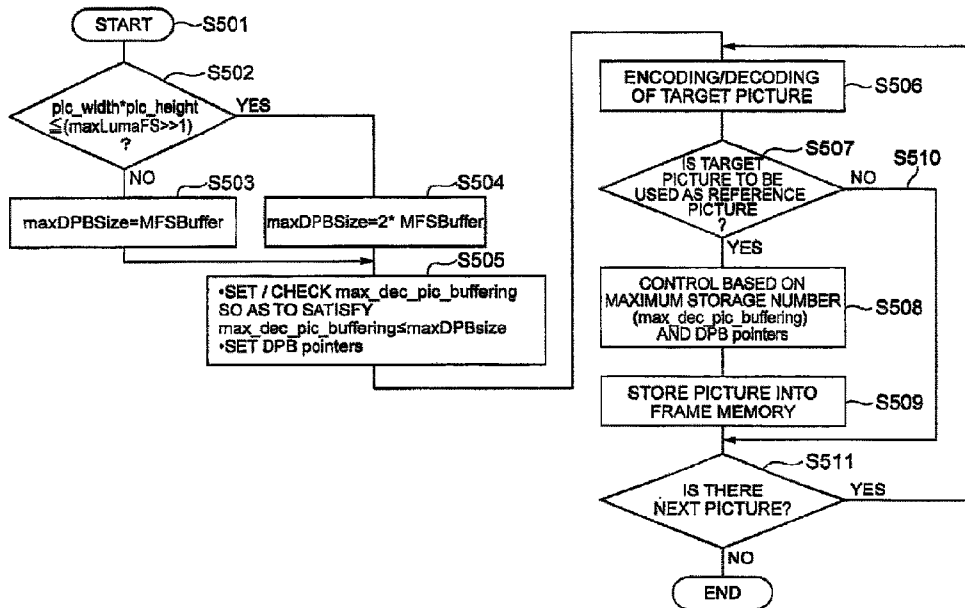 START
S501
S502
pic_width*pic_height
≦(maxLumaFS>>1)
?
YES
NO
S503
maxDPBSize=MFSBuffer
S504
maxDPBSize=2* MFSBuffer
S505
•SET / CHECK max_dec_pic_buffering
SO AS TO SATISFY
max_dec_pic_buffering≤maxDPBsize
•SET DPB pointers
ENCODING/DECODING
OF TARGET PICTURE
S506
S507
IS TARGET
PICTURE TO BE
USED AS REFERENCE
PICTURE
?
NO
S510
YES
CONTROL BASED ON
MAXIMUM STORAGE NUMBER
(max_dec_pic_buffering)
AND DPB pointers
S508
STORE PICTURE INTO
FRAME MEMORY
S509
S511
IS THERE
NEXT PICTURE?
YES
NO
END